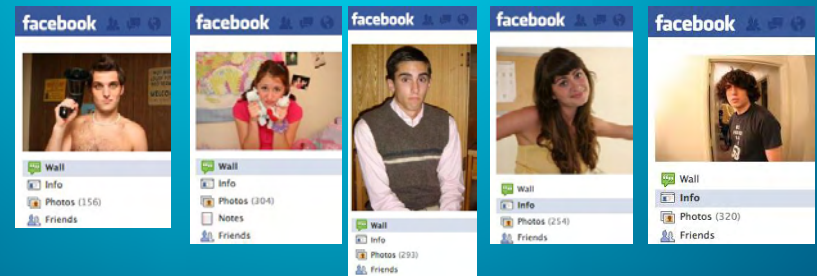 facebook
Wall
Info
Photos (156)
Friends
facebook
Wall
Info
Photos (304)
Notes
Friends
facebook
Wall
Info
Photos (293)
Friends
facebook
Wall
Info
Photos (254)
Friends
facebook
Wall
Info
Photos (320)
Friends